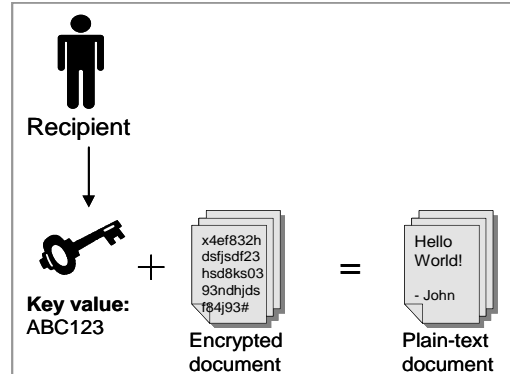 Recipient
Key value:
ABC123
+
x4ef832h
dsfjsdf23
hsd8ks03
93ndhjds
f84j93#
Encrypted
document
=
Hello
World!
- John
Plain-text
document